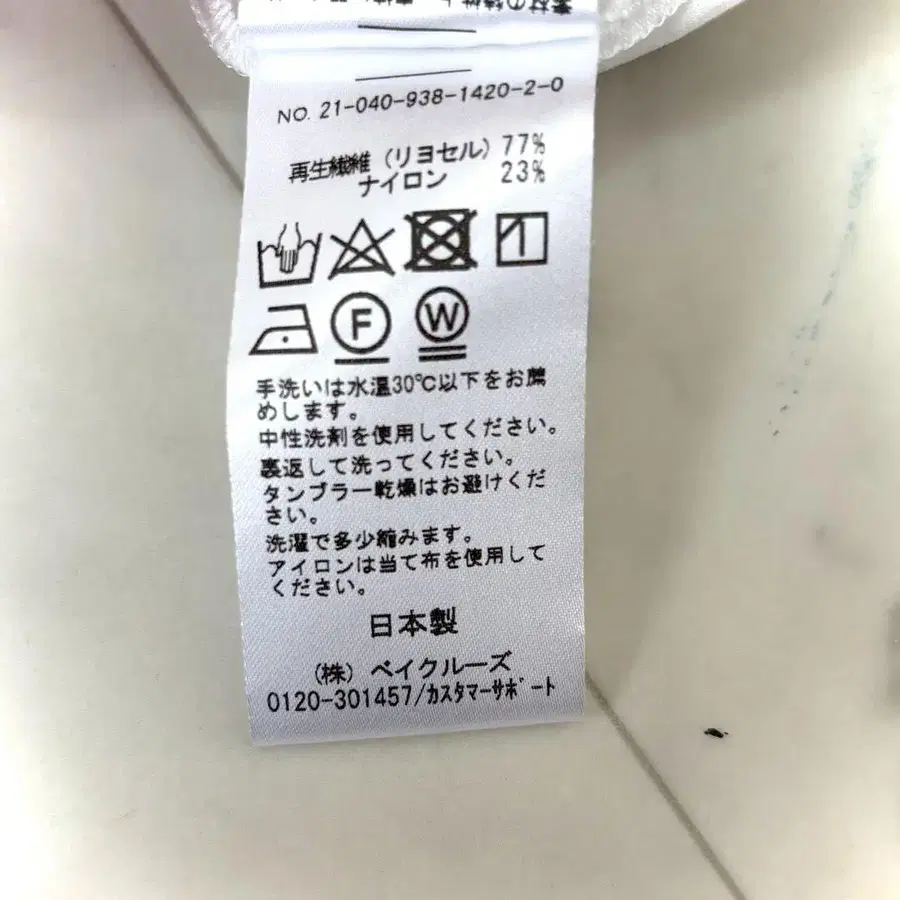 NO. 21-040-938-1420-2-0
再生繊維 (リヨセル) 77%
ナイロン 23%
F W
手洗いは水温30℃以下をお薦
めします。
中性洗剤を使用してください。
裏返して洗ってください。
タンブラー乾燥はお避けくだ
さい。
洗濯で多少縮みます。
アイロンは当て布を使用して
ください。
日本製
(株) ベイクルーズ
0120-301457/カスタマーサポート